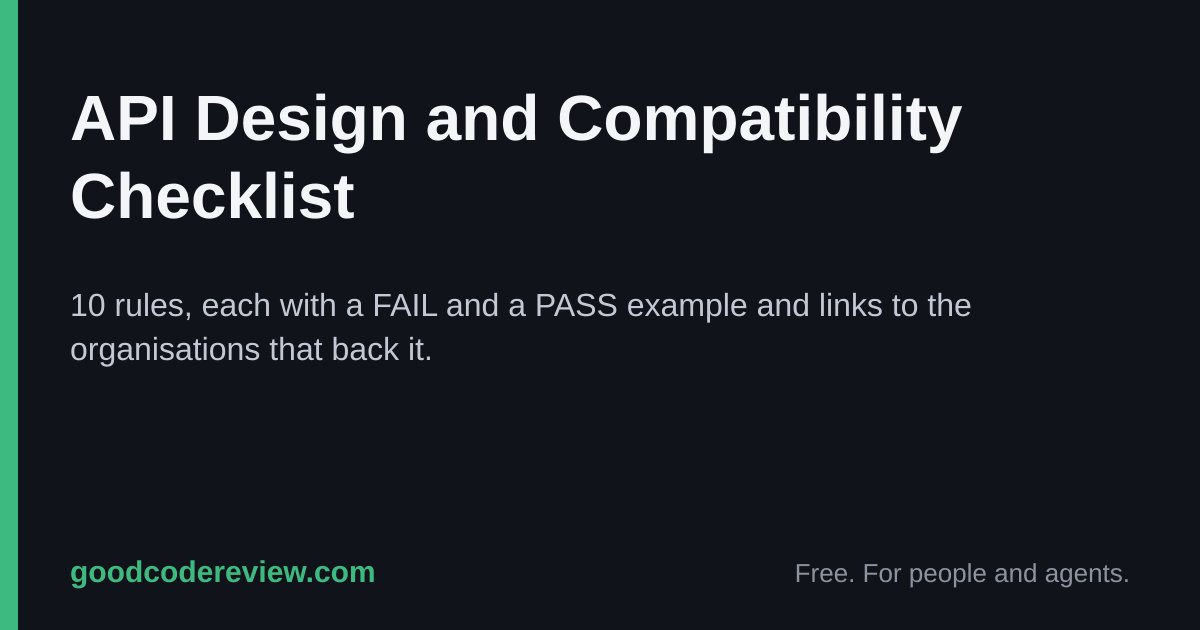 API Design and Compatibility
Checklist
10 rules, each with a FAIL and a PASS example and links to the
organisations that back it.
goodcodereview.com
Free. For people and agents.